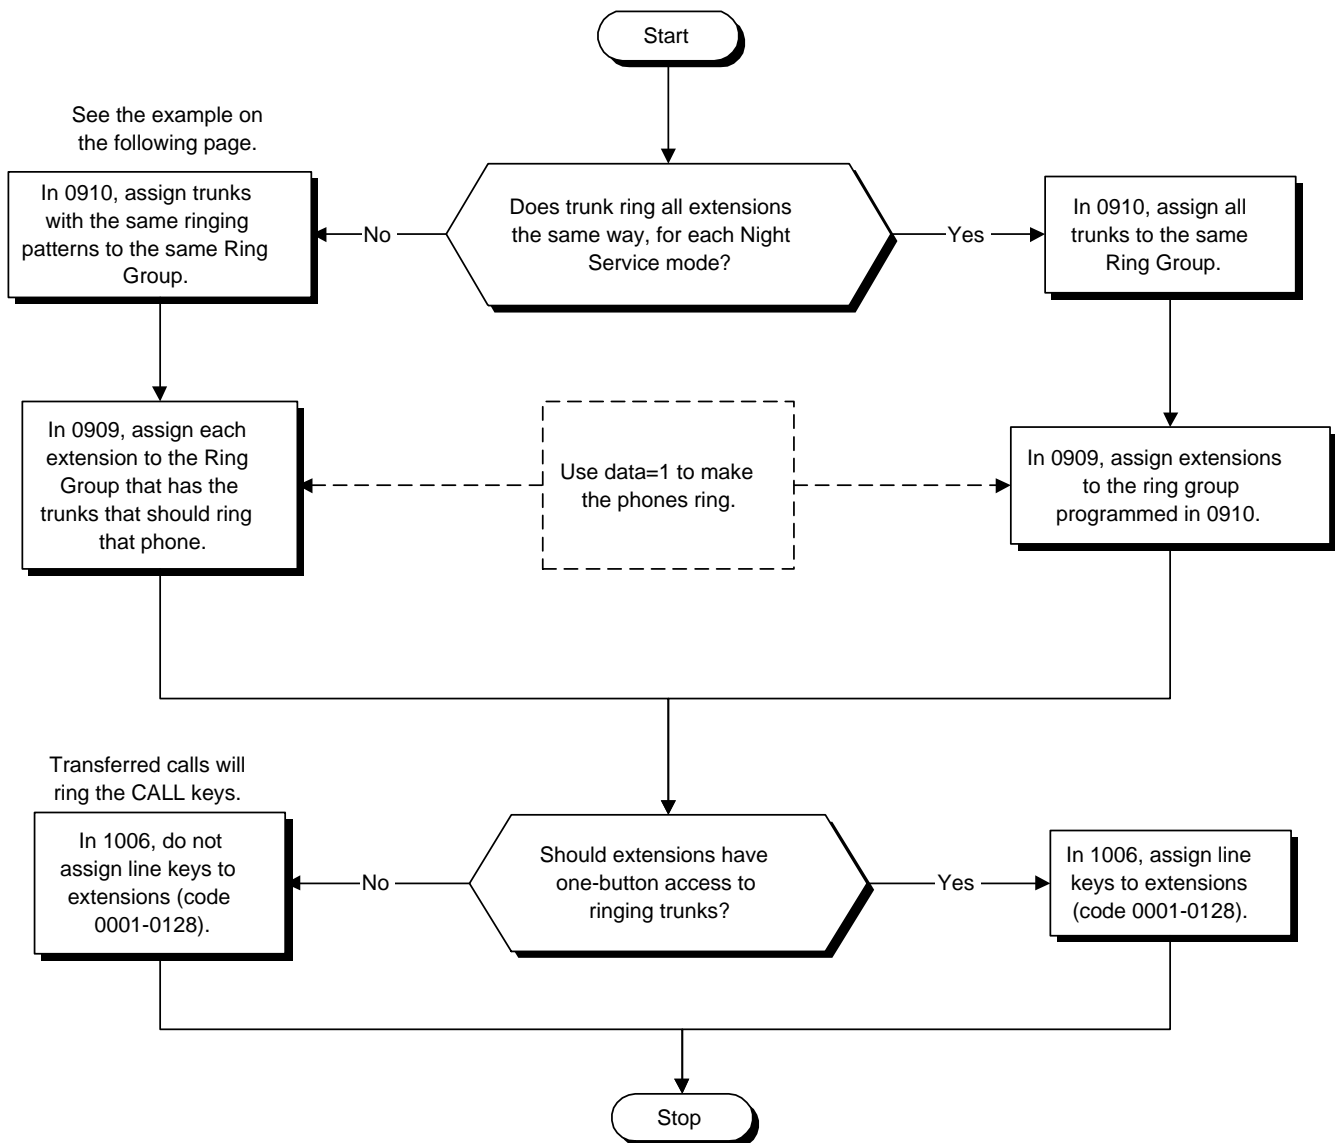 Start
See the example on
the following page.
In 0910, assign trunks
with the same ringing
patterns to the same Ring
Group.
No
Does trunk ring all extensions
the same way, for each Night
Service mode?
Yes
In 0910, assign all
trunks to the same
Ring Group.
In 0909, assign each
extension to the Ring
Group that has the
trunks that should ring
that phone.
Use data=1 to make
the phones ring.
In 0909, assign extensions
to the ring group
programmed in 0910.
Transferred calls will
ring the CALL keys.
In 1006, do not
assign line keys to
extensions (code
0001-0128).
No
Should extensions have
one-button access to
ringing trunks?
Yes
In 1006, assign line
keys to extensions
(code 0001-0128).
Stop